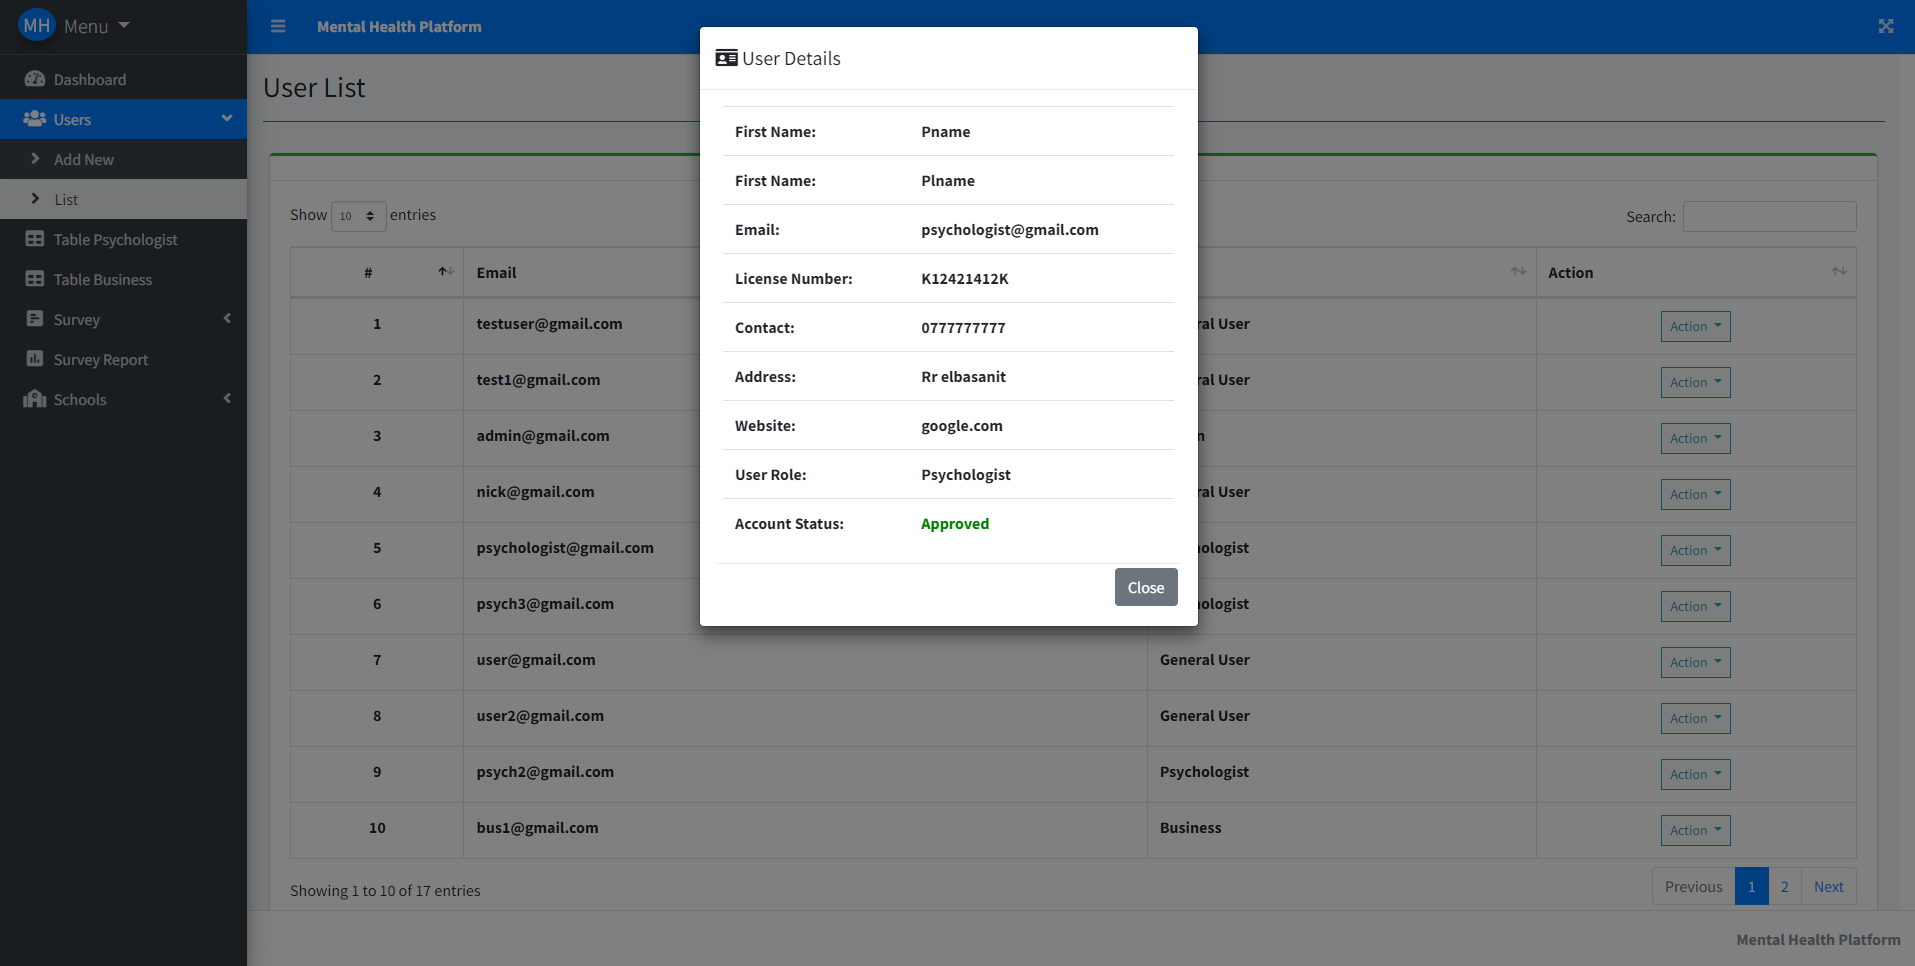 MH Menu
Mental Health Platform
Dashboard
Users
Add New
List
Table Psychologist
Table Business
Survey
Survey Report
Schools
User List
Show 10 entries
Search:
# Email Action
1 testuser@gmail.com ral User Action
2 test1@gmail.com ral User Action
3 admin@gmail.com n Action
4 nick@gmail.com ral User Action
5 psychologist@gmail.com ologist Action
6 psych3@gmail.com ologist Action
7 user@gmail.com General User Action
8 user2@gmail.com General User Action
9 psych2@gmail.com Psychologist Action
10 bus1@gmail.com Business Action
Showing 1 to 10 of 17 entries
Previous 1 2 Next
Mental Health Platform
User Details
First Name: Pname
First Name: Plname
Email: psychologist@gmail.com
License Number: K12421412K
Contact: 0777777777
Address: Rr elbasanit
Website: google.com
User Role: Psychologist
Account Status: Approved
Close